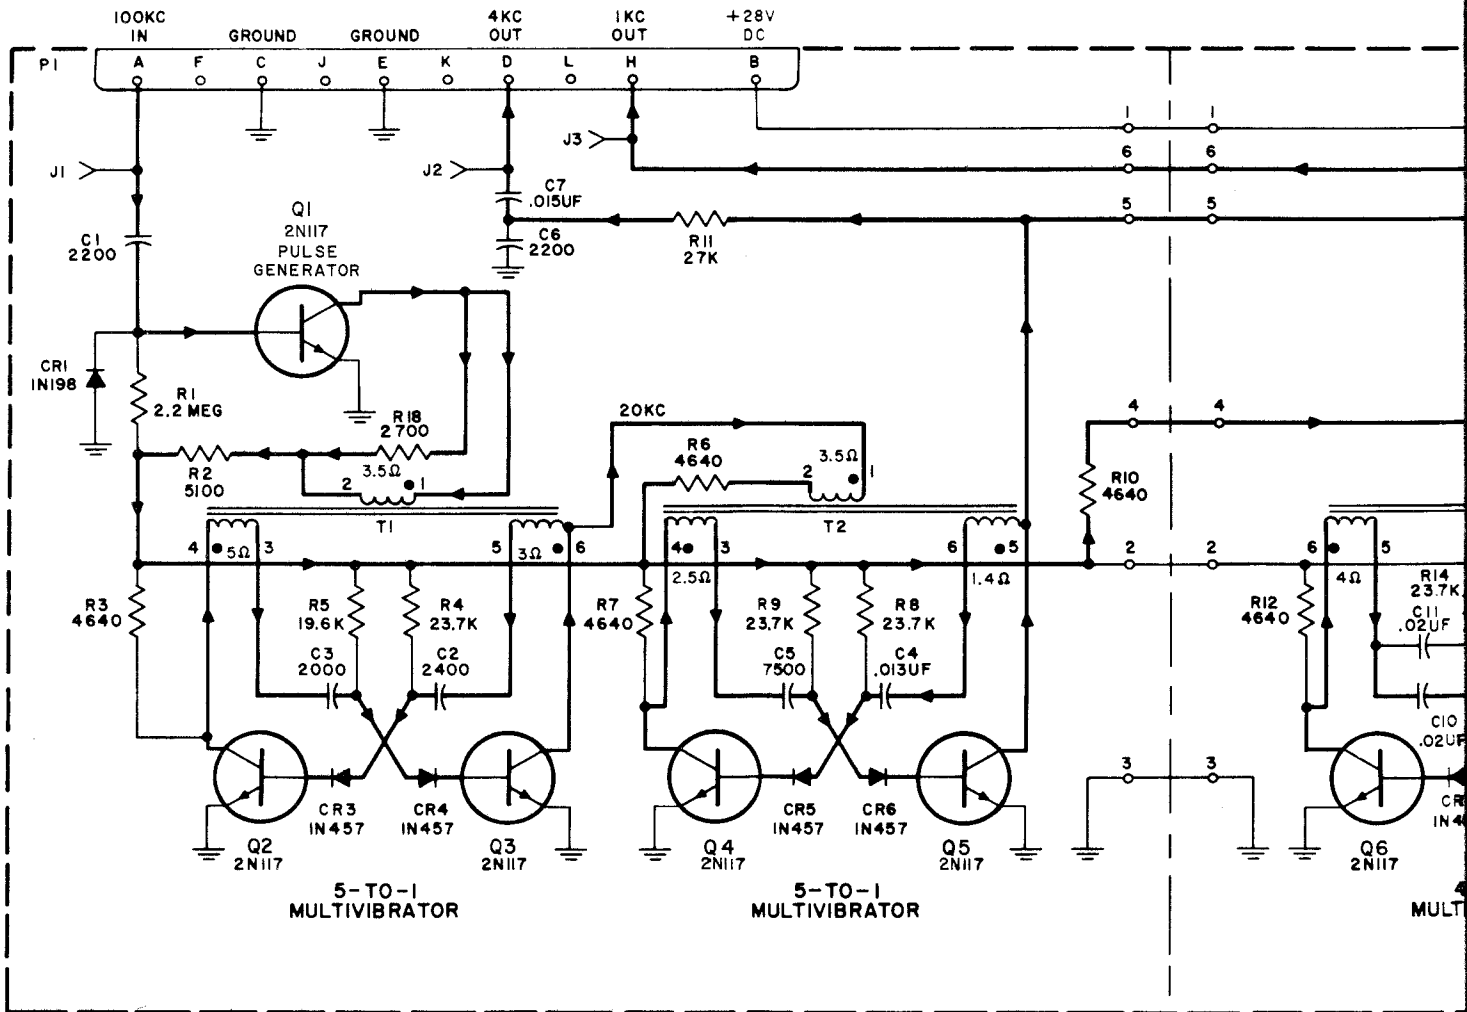 100KC IN
GROUND
GROUND
4KC OUT
1KC OUT
+28V DC
P1
A F C J E K D L H B
J1
J2
J3
1 1
6 6
5 5
C7
.015UF
C6
2200
R11
27K
C1
2200
Q1
2N117
PULSE
GENERATOR
CR1
1N198
R1
2.2 MEG
R18
2700
R2
5100
3.5Ω
2 1
20KC
R6
4640
3.5Ω
2 1
4 4
R10
4640
T1
T2
4 5Ω 3
5 3Ω 6
4 3
2.5Ω
6 5
1.4Ω
2 2
6 5
4Ω
R3
4640
R5
19.6K
R4
23.7K
R7
4640
R9
23.7K
R8
23.7K
R12
4640
R14
23.7K
C11
.02UF
C3
2000
C2
2400
C5
7500
C4
.013UF
C10
.02UF
3 3
CR3
1N457
CR4
1N457
CR5
1N457
CR6
1N457
Q2
2N117
Q3
2N117
Q4
2N117
Q5
2N117
Q6
2N117
5-TO-1
MULTIVIBRATOR
5-TO-1
MULTIVIBRATOR